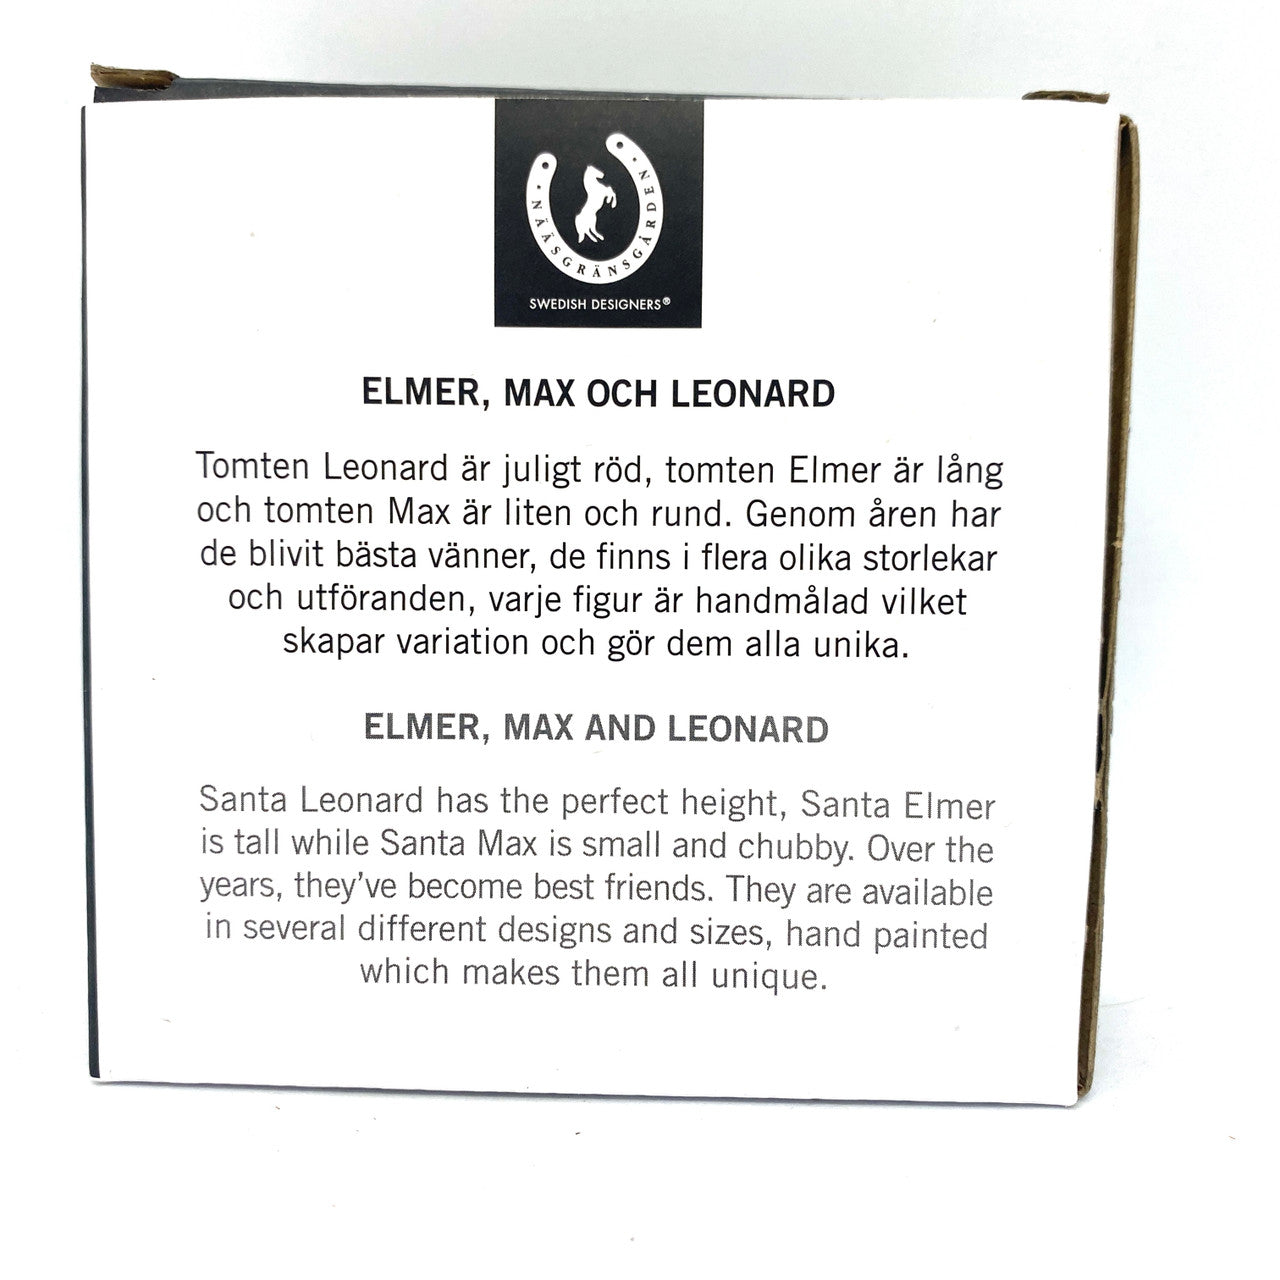 NÄÄSGRÄNSGÅRDEN
SWEDISH DESIGNERS®
ELMER, MAX OCH LEONARD
Tomten Leonard är juligt röd, tomten Elmer är lång
och tomten Max är liten och rund. Genom åren har
de blivit bästa vänner, de finns i flera olika storlekar
och utföranden, varje figur är handmålad vilket
skapar variation och gör dem alla unika.
ELMER, MAX AND LEONARD
Santa Leonard has the perfect height, Santa Elmer
is tall while Santa Max is small and chubby. Over the
years, they've become best friends. They are available
in several different designs and sizes, hand painted
which makes them all unique.